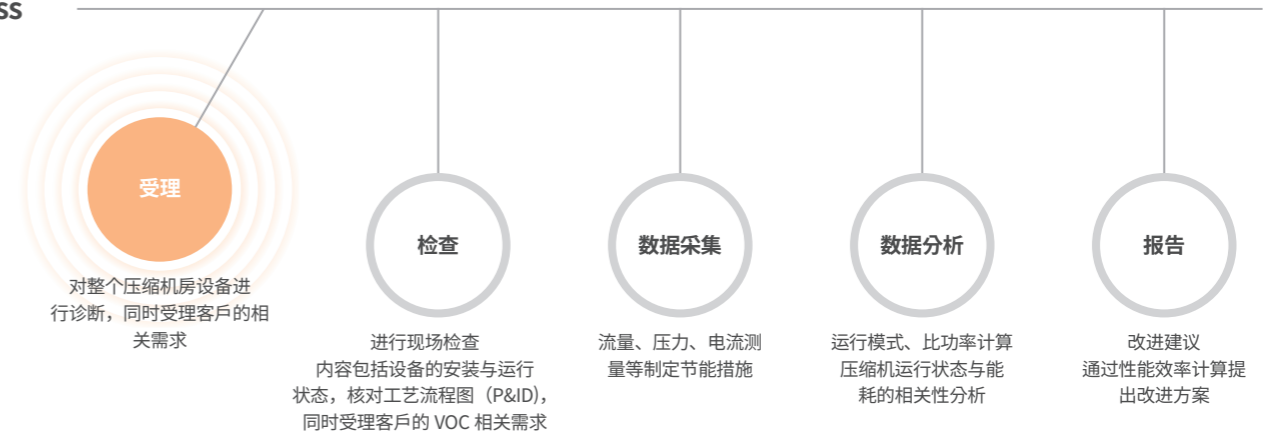 ss
受理
对整个压缩机房设备进
行诊断，同时受理客戶的相
关需求
检查
进行现场检查
内容包括设备的安装与运行
状态，核对工艺流程图（P&ID），
同时受理客戶的 VOC 相关需求
数据采集
流量、压力、电流测
量等制定节能措施
数据分析
运行模式、比功率计算
压缩机运行状态与能
耗的相关性分析
报告
改进建议
通过性能效率计算提
出改进方案